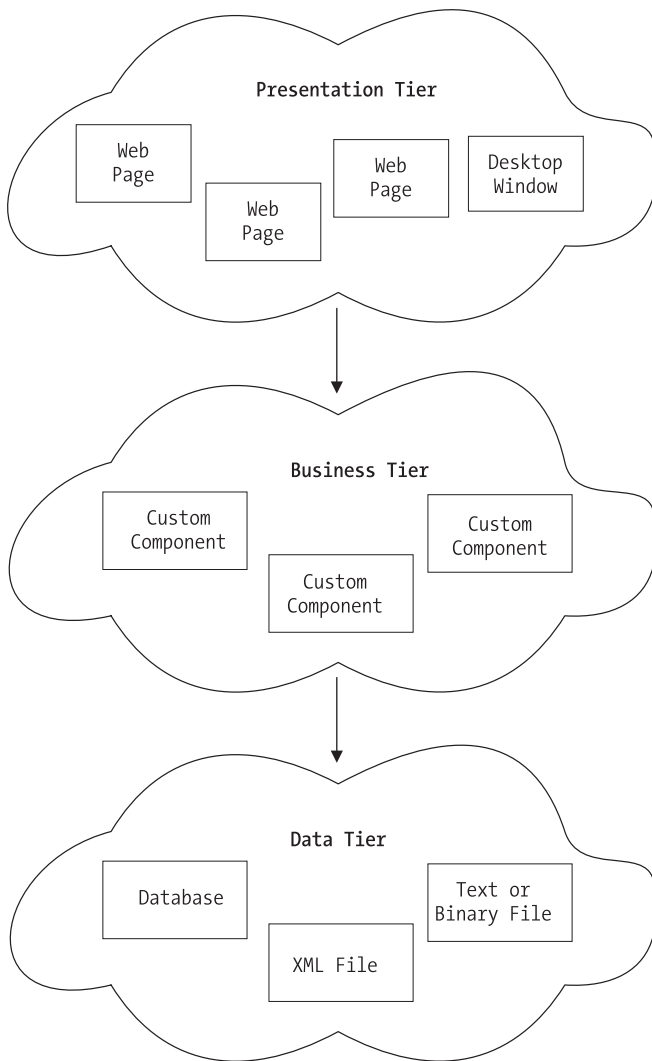 Presentation Tier
Web
Page
Web
Page
Web
Page
Desktop
Window
Business Tier
Custom
Component
Custom
Component
Custom
Component
Data Tier
Database
XML File
Text or
Binary File